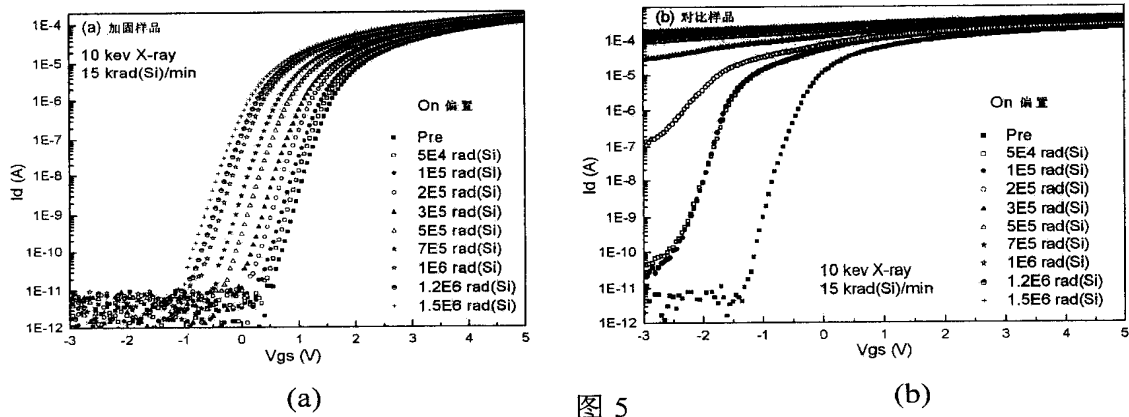 (a) 加固样品
10 kev X-ray
15 krad(Si)/min
On 偏置
Pre
5E4 rad(Si)
1E5 rad(Si)
2E5 rad(Si)
3E5 rad(Si)
5E5 rad(Si)
7E5 rad(Si)
1E6 rad(Si)
1.2E6 rad(Si)
1.5E6 rad(Si)
1E-4
1E-5
1E-6
1E-7
1E-8
1E-9
1E-10
1E-11
1E-12
Id (A)
-3 -2 -1 0 1 2 3 4 5
Vgs (V)
(a)
(b) 对比样品
On 偏置
Pre
5E4 rad(Si)
1E5 rad(Si)
2E5 rad(Si)
3E5 rad(Si)
5E5 rad(Si)
7E5 rad(Si)
1E6 rad(Si)
1.2E6 rad(Si)
1.5E6 rad(Si)
10 kev X-ray
15 krad(Si)/min
1E-4
1E-5
1E-6
1E-7
1E-8
1E-9
1E-10
1E-11
1E-12
Id (A)
-3 -2 -1 0 1 2 3 4 5
Vgs (V)
(b)
图 5